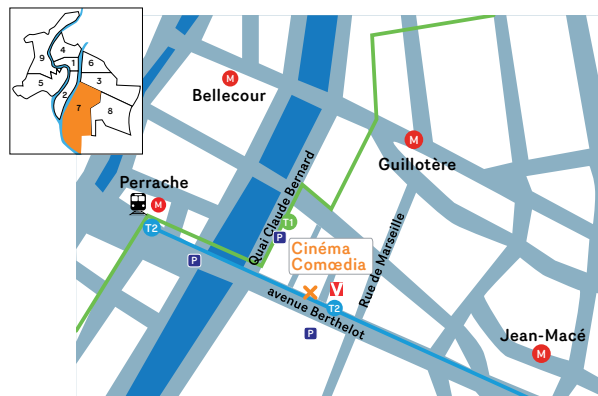 4
9
1
6
5
3
2
7
8
M
Bellecour
M
Guillotère
Perrache
M
T2
Quai Claude Bernard
T1
P
P
Cinéma
Comœdia
Rue de Marseille
V
T2
avenue Berthelot
P
Jean-Macé
M